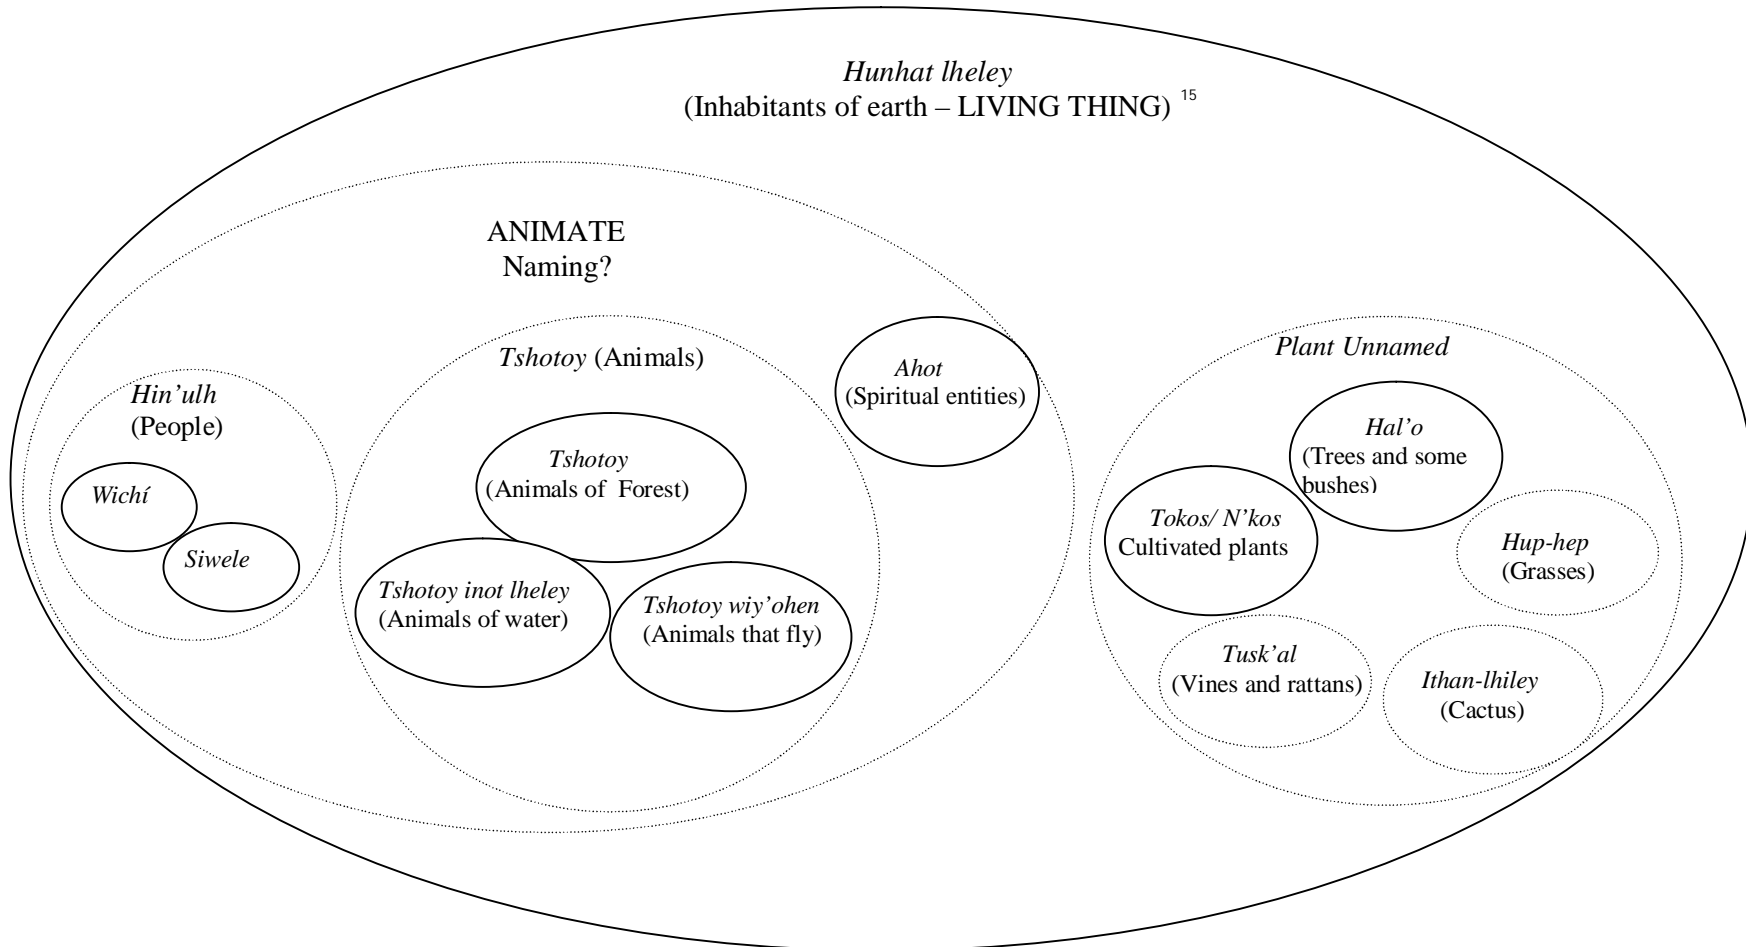 Hunhat lheley
(Inhabitants of earth – LIVING THING) 15
ANIMATE
Naming?
Hin’ulh
(People)
Wichí
Siwele
Tshotoy (Animals)
Tshotoy
(Animals of Forest)
Tshotoy inot lheley
(Animals of water)
Tshotoy wiy’ohen
(Animals that fly)
Ahot
(Spiritual entities)
Plant Unnamed
Hal’o
(Trees and some
bushes)
Tokos/ N’kos
Cultivated plants
Hup-hep
(Grasses)
Tusk’al
(Vines and rattans)
Ithan-lhiley
(Cactus)